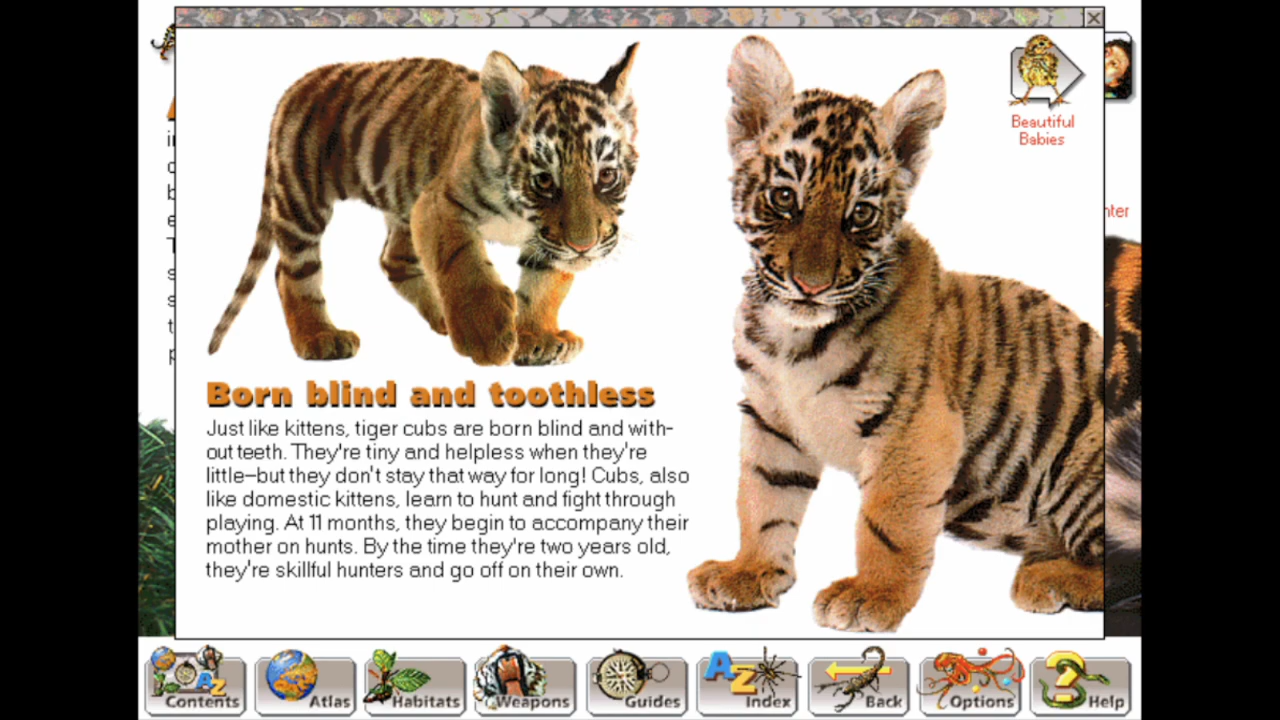 Beautiful
Babies
Born blind and toothless
Just like kittens, tiger cubs are born blind and with-
out teeth. They're tiny and helpless when they're
little–but they don't stay that way for long! Cubs, also
like domestic kittens, learn to hunt and fight through
playing. At 11 months, they begin to accompany their
mother on hunts. By the time they're two years old,
they're skillful hunters and go off on their own.
Contents
Atlas
Habitats
Weapons
Guides
A Z Index
Back
Options
? Help